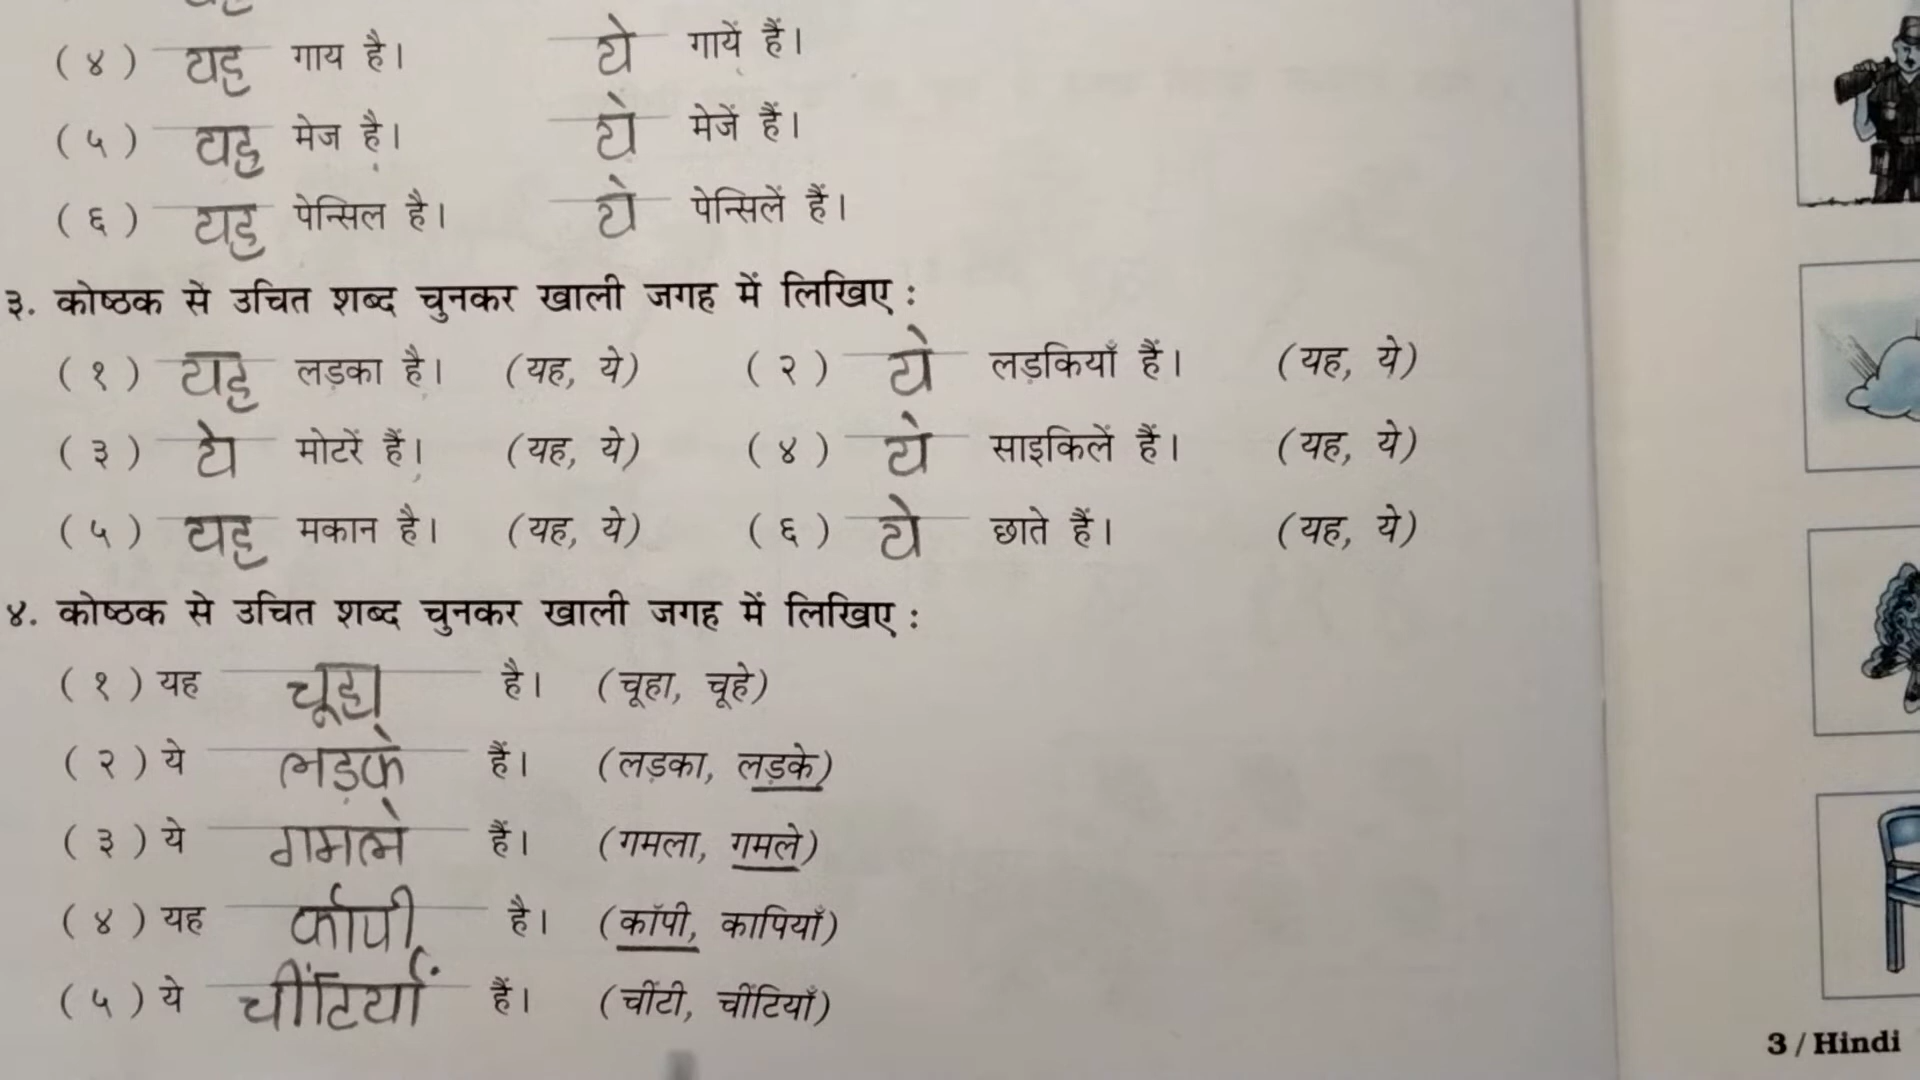 (४) यह गाय है। ये गायें हैं।
(५) यह मेज है। ये मेजें हैं।
(६) यह पेन्सिल है। ये पेन्सिलें हैं।
३. कोष्ठक से उचित शब्द चुनकर खाली जगह में लिखिए :
(१) यह लड़का है। (यह, ये) (२) ये लड़कियाँ हैं। (यह, ये)
(३) ये मोटरें हैं। (यह, ये) (४) ये साइकिलें हैं। (यह, ये)
(५) यह मकान है। (यह, ये) (६) ये छाते हैं। (यह, ये)
४. कोष्ठक से उचित शब्द चुनकर खाली जगह में लिखिए :
(१) यह चूहा है। (चूहा, चूहे)
(२) ये लड़के हैं। (लड़का, लड़के)
(३) ये गमले हैं। (गमला, गमले)
(४) यह कॉपी है। (कॉपी, कापियाँ)
(५) ये चींटियाँ हैं। (चींटी, चींटियाँ)
3 / Hindi